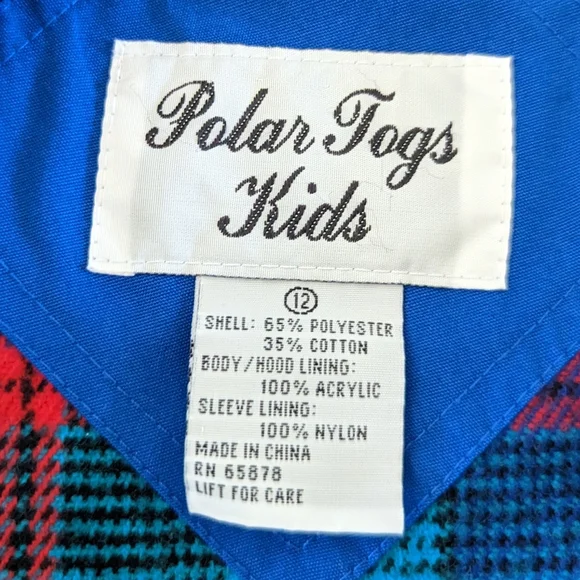 Polar Togs
Kids
12
SHELL: 65% POLYESTER
35% COTTON
BODY/HOOD LINING:
100% ACRYLIC
SLEEVE LINING:
100% NYLON
MADE IN CHINA
RN 65878
LIFT FOR CARE